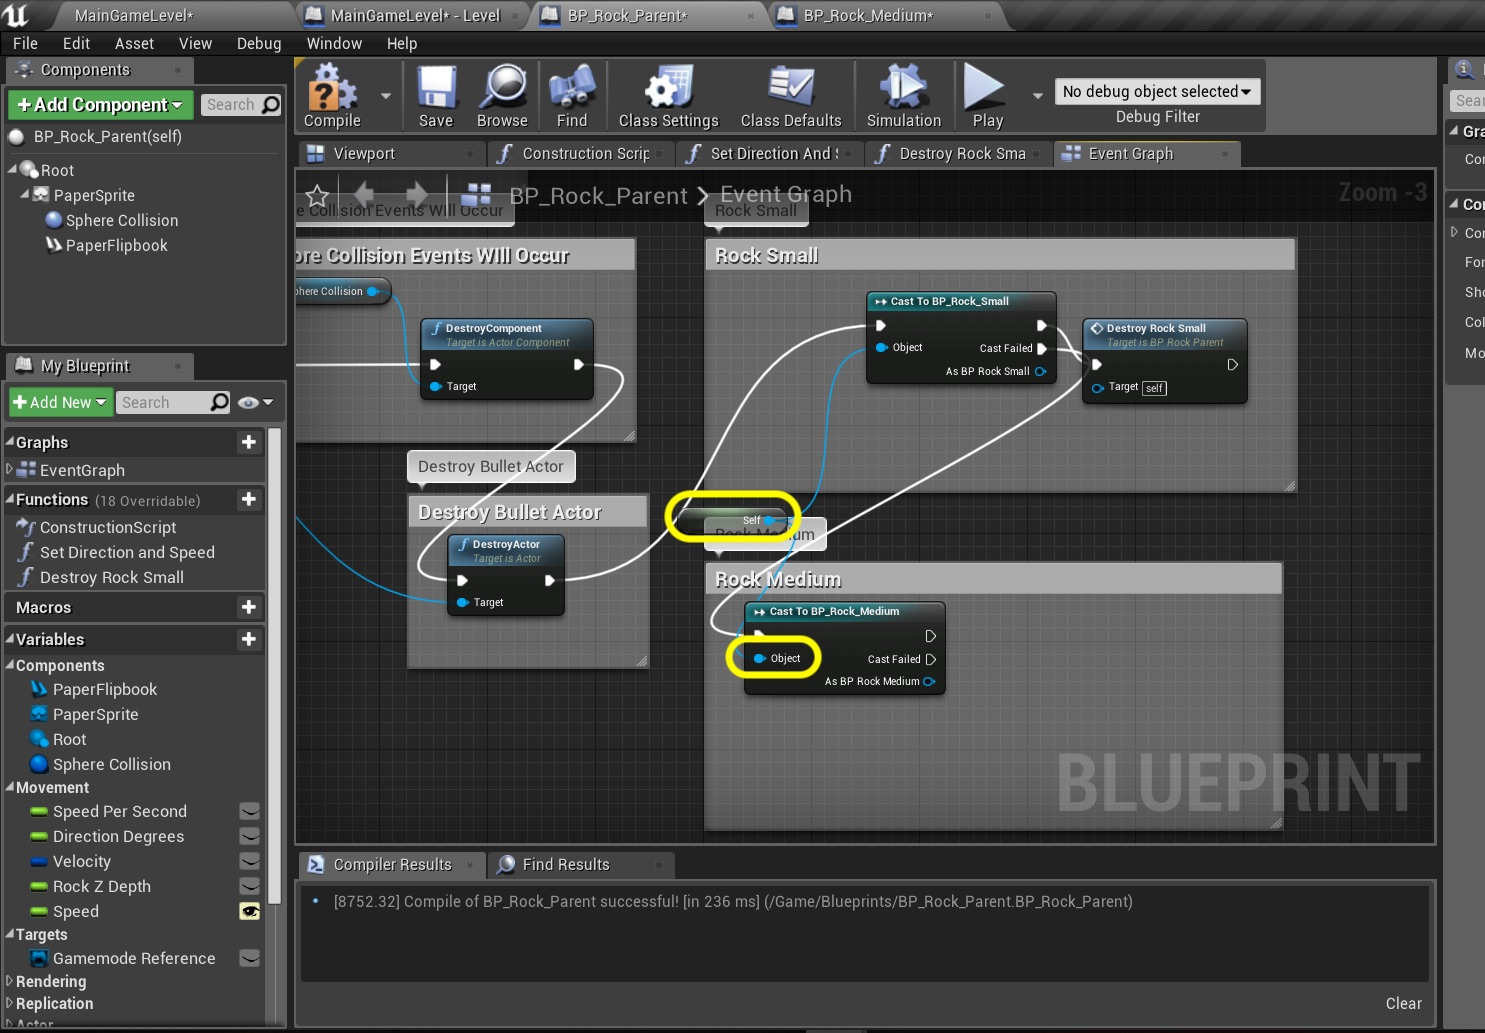 MainGameLevel*
MainGameLevel* - Level
BP_Rock_Parent*
BP_Rock_Medium*
File Edit Asset View Debug Window Help
Components
+Add Component
Search
BP_Rock_Parent(self)
Root
PaperSprite
Sphere Collision
PaperFlipbook
My Blueprint
+Add New
Search
Graphs
EventGraph
Functions (18 Overridable)
ConstructionScript
Set Direction and Speed
Destroy Rock Small
Macros
Variables
Components
PaperFlipbook
PaperSprite
Root
Sphere Collision
Movement
Speed Per Second
Direction Degrees
Velocity
Rock Z Depth
Speed
Targets
Gamemode Reference
Rendering
Replication
Actor
Compile
Save
Browse
Find
Class Settings
Class Defaults
Simulation
Play
No debug object selected
Debug Filter
Viewport
Construction Scrip
Set Direction And
Destroy Rock Sma
Event Graph
BP_Rock_Parent > Event Graph
Zoom -3
e Collision Events Will Occur
Rock Small
ore Collision Events WIll Occur
Rock Small
phere Collision
DestroyComponent
Target is Actor Component
Target
Cast To BP_Rock_Small
Object
Cast Failed
As BP Rock Small
Destroy Rock Small
Target is BP Rock Parent
Target self
Destroy Bullet Actor
Destroy Bullet Actor
DestroyActor
Target is Actor
Target
Self
Rock Medium
Rock Medium
Cast To BP_Rock_Medium
Object
Cast Failed
As BP Rock Medium
BLUEPRINT
Compiler Results
Find Results
[8752.32] Compile of BP_Rock_Parent successful! [in 236 ms] (/Game/Blueprints/BP_Rock_Parent.BP_Rock_Parent)
Clear
Sear
Gra
Con
For
Sho
Col
Mo